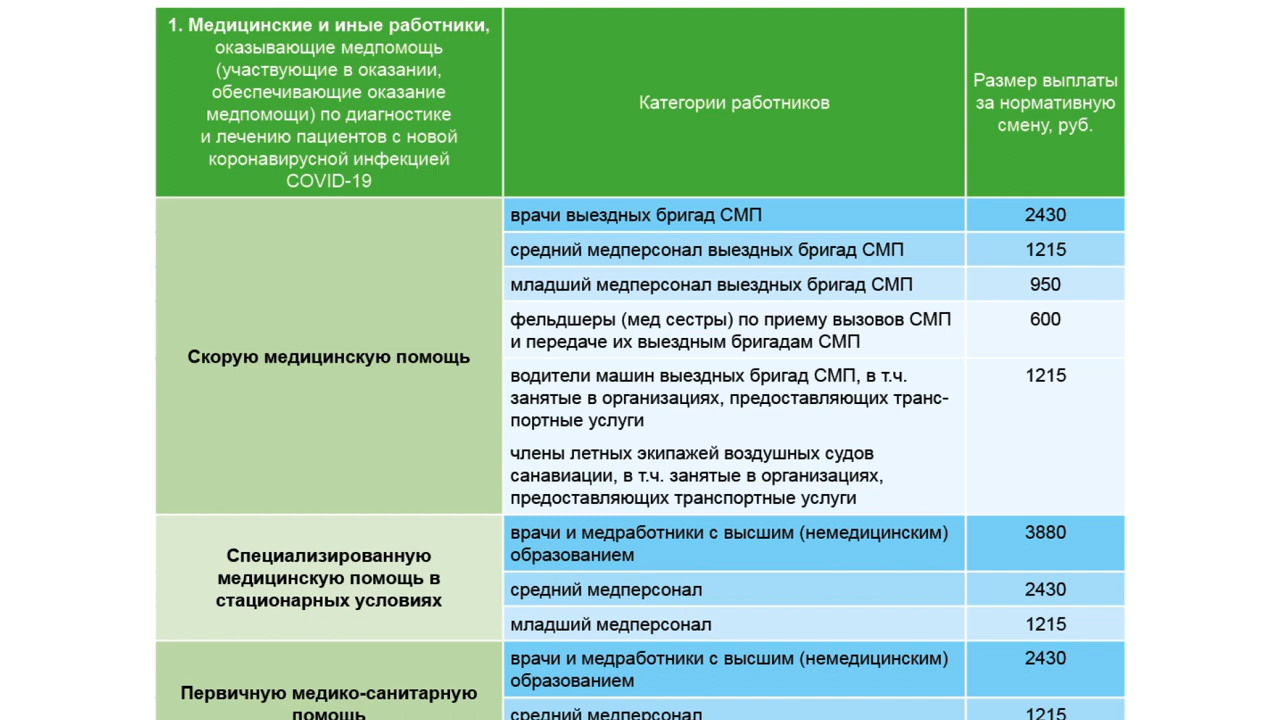 1. Медицинские и иные работники,
оказывающие медпомощь
(участвующие в оказании,
обеспечивающие оказание
медпомощи) по диагностике
и лечению пациентов с новой
коронавирусной инфекцией
COVID-19
Категории работников
Размер выплаты
за нормативную
смену, руб.
Скорую медицинскую помощь
врачи выездных бригад СМП
2430
средний медперсонал выездных бригад СМП
1215
младший медперсонал выездных бригад СМП
950
фельдшеры (мед сестры) по приему вызовов СМП
и передаче их выездным бригадам СМП
600
водители машин выездных бригад СМП, в т.ч.
занятые в организациях, предоставляющих транс-
портные услуги
1215
члены летных экипажей воздушных судов
санавиации, в т.ч. занятые в организациях,
предоставляющих транспортные услуги
Специализированную
медицинскую помощь в
стационарных условиях
врачи и медработники с высшим (немедицинским)
образованием
3880
средний медперсонал
2430
младший медперсонал
1215
Первичную медико-санитарную
помощь
врачи и медработники с высшим (немедицинским)
образованием
2430
средний медперсонал
1215